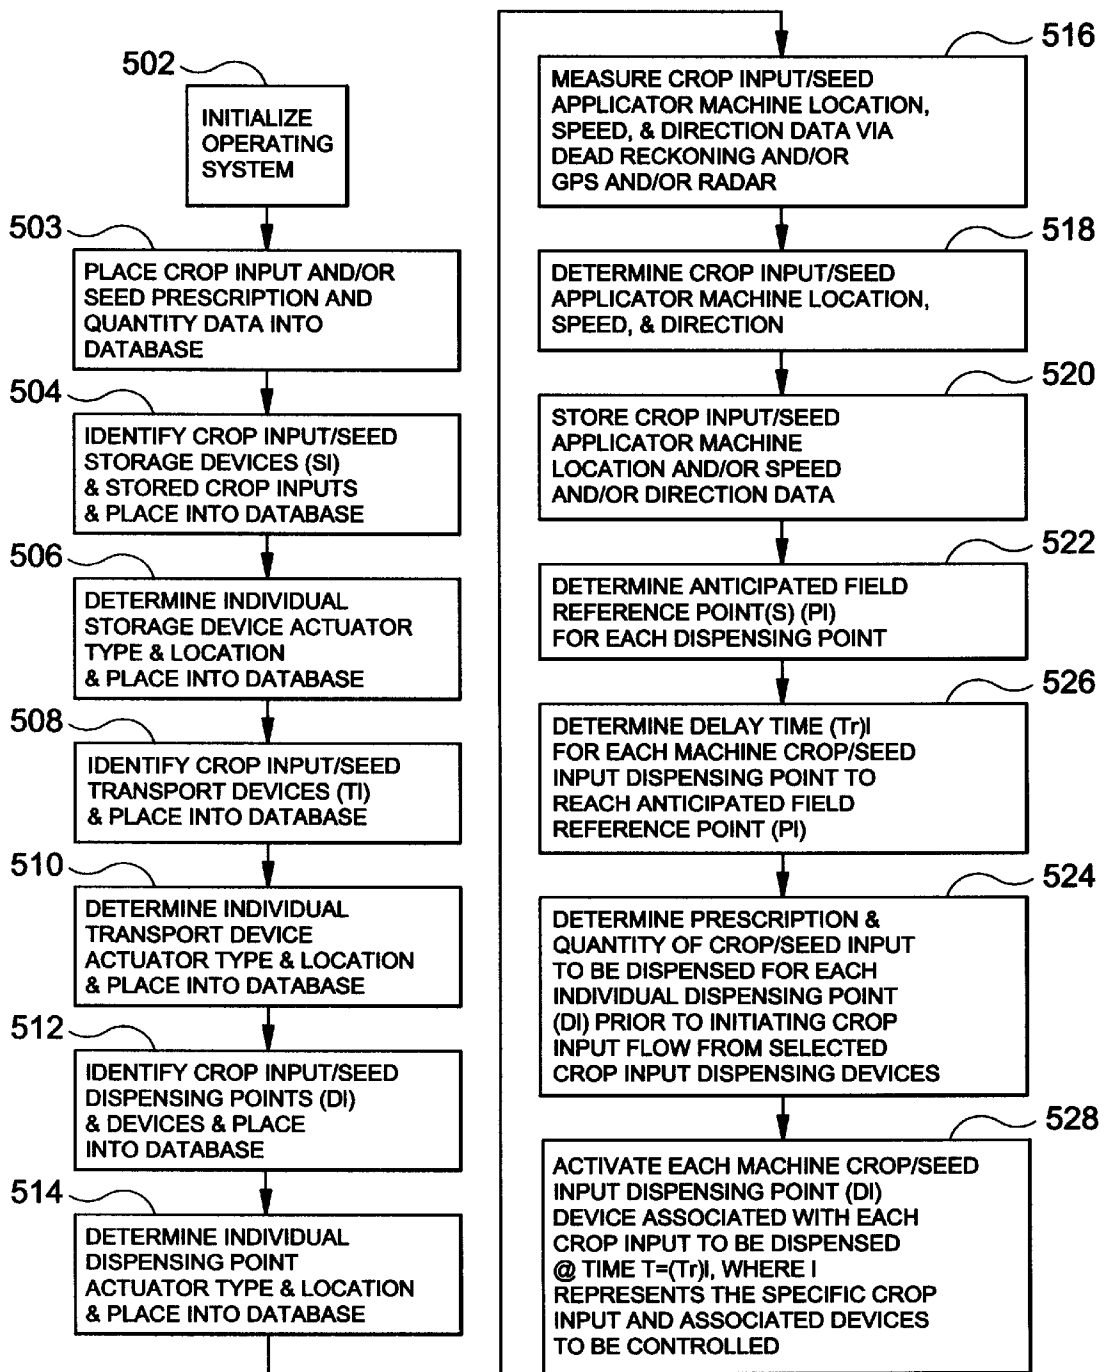 502
INITIALIZE
OPERATING
SYSTEM
503
PLACE CROP INPUT AND/OR
SEED PRESCRIPTION AND
QUANTITY DATA INTO
DATABASE
504
IDENTIFY CROP INPUT/SEED
STORAGE DEVICES (SI)
& STORED CROP INPUTS
& PLACE INTO DATABASE
506
DETERMINE INDIVIDUAL
STORAGE DEVICE ACTUATOR
TYPE & LOCATION
& PLACE INTO DATABASE
508
IDENTIFY CROP INPUT/SEED
TRANSPORT DEVICES (TI)
& PLACE INTO DATABASE
510
DETERMINE INDIVIDUAL
TRANSPORT DEVICE
ACTUATOR TYPE & LOCATION
& PLACE INTO DATABASE
512
IDENTIFY CROP INPUT/SEED
DISPENSING POINTS (DI)
& DEVICES & PLACE
INTO DATABASE
514
DETERMINE INDIVIDUAL
DISPENSING POINT
ACTUATOR TYPE & LOCATION
& PLACE INTO DATABASE
516
MEASURE CROP INPUT/SEED
APPLICATOR MACHINE LOCATION,
SPEED, & DIRECTION DATA VIA
DEAD RECKONING AND/OR
GPS AND/OR RADAR
518
DETERMINE CROP INPUT/SEED
APPLICATOR MACHINE LOCATION,
SPEED, & DIRECTION
520
STORE CROP INPUT/SEED
APPLICATOR MACHINE
LOCATION AND/OR SPEED
AND/OR DIRECTION DATA
522
DETERMINE ANTICIPATED FIELD
REFERENCE POINT(S) (PI)
FOR EACH DISPENSING POINT
526
DETERMINE DELAY TIME (Tr)I
FOR EACH MACHINE CROP/SEED
INPUT DISPENSING POINT TO
REACH ANTICIPATED FIELD
REFERENCE POINT (PI)
524
DETERMINE PRESCRIPTION &
QUANTITY OF CROP/SEED INPUT
TO BE DISPENSED FOR EACH
INDIVIDUAL DISPENSING POINT
(DI) PRIOR TO INITIATING CROP
INPUT FLOW FROM SELECTED
CROP INPUT DISPENSING DEVICES
528
ACTIVATE EACH MACHINE CROP/SEED
INPUT DISPENSING POINT (DI)
DEVICE ASSOCIATED WITH EACH
CROP INPUT TO BE DISPENSED
@ TIME T=(Tr)I, WHERE I
REPRESENTS THE SPECIFIC CROP
INPUT AND ASSOCIATED DEVICES
TO BE CONTROLLED